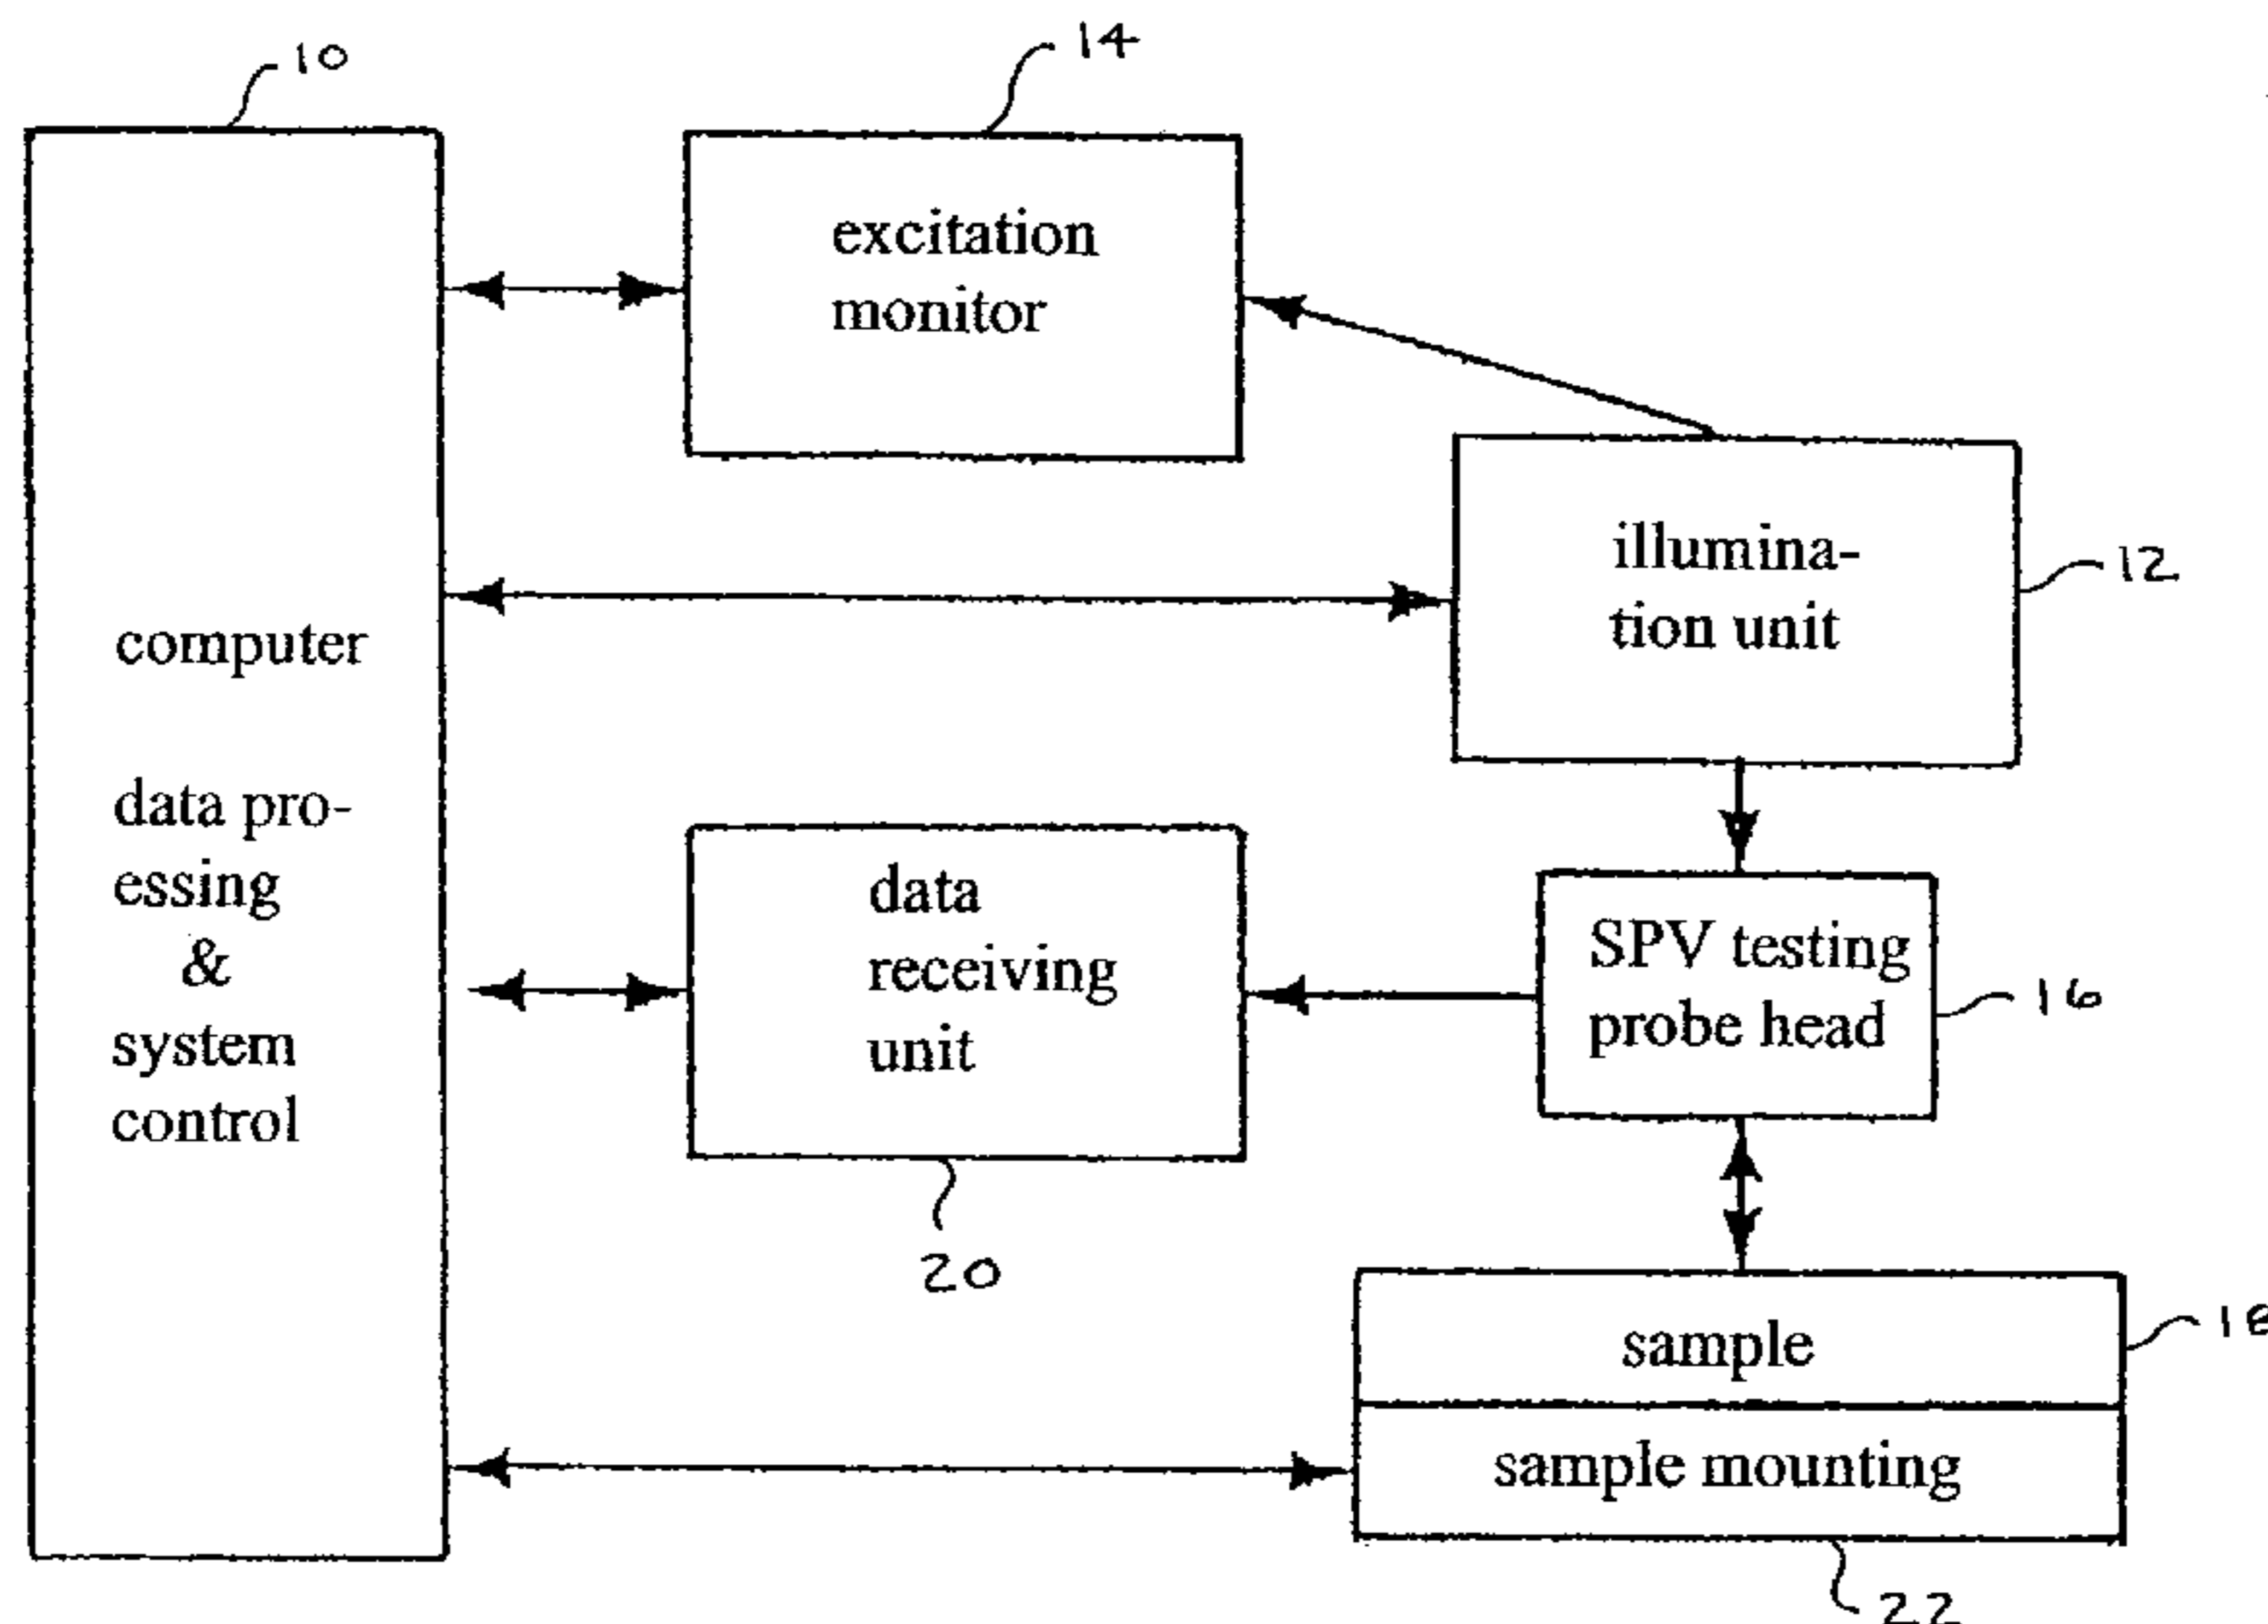 10
14
excitation
monitor
illumina-
tion unit
12
computer
data pro-
essing
&
system
control
data
receiving
unit
20
SPV testing
probe head
16
sample
18
sample mounting
22